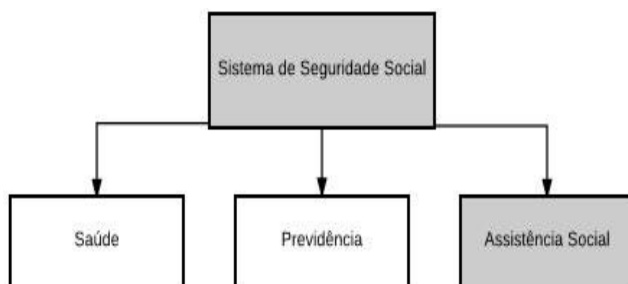 Sistema de Seguridade Social
Saúde
Previdência
Assistência Social